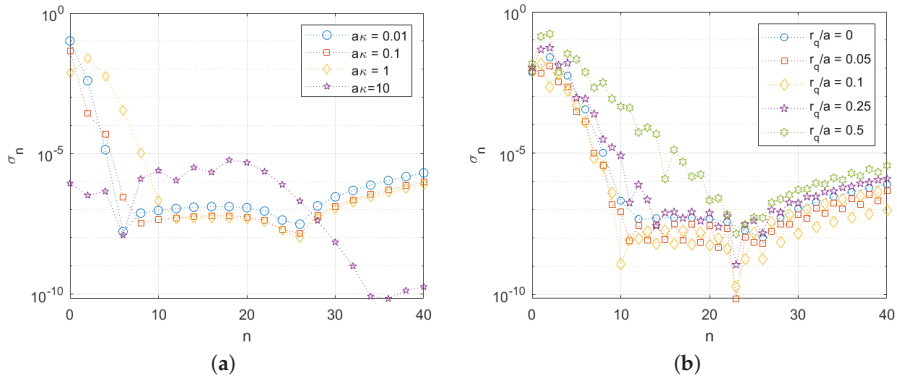 10^0
10^-5
10^-10
σ_n
0
10
20
30
40
n
aκ = 0.01
aκ = 0.1
aκ = 1
aκ=10
(a)
10^0
10^-5
10^-10
σ_n
0
10
20
30
40
n
r_q/a = 0
r_q/a = 0.05
r_q/a = 0.1
r_q/a = 0.25
r_q/a = 0.5
(b)